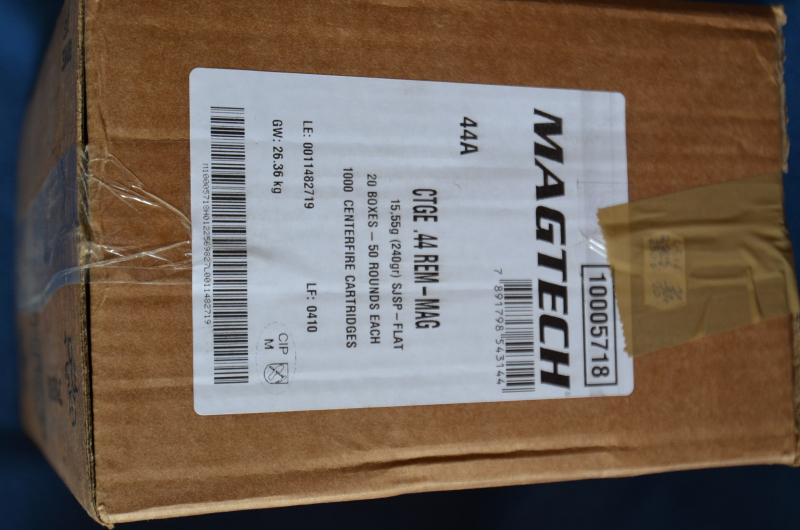 10005718
MAGTECH
7 891798 543144
44A
CTGE .44 REM-MAG
15,55g (240gr) SJSP-FLAT
20 BOXES - 50 ROUNDS EACH
1000 CENTERFIRE CARTRIDGES
LE: 0011482719
LF: 0410
GW: 26.36 kg
CIP
M
M10005718H0122569827L0011482719